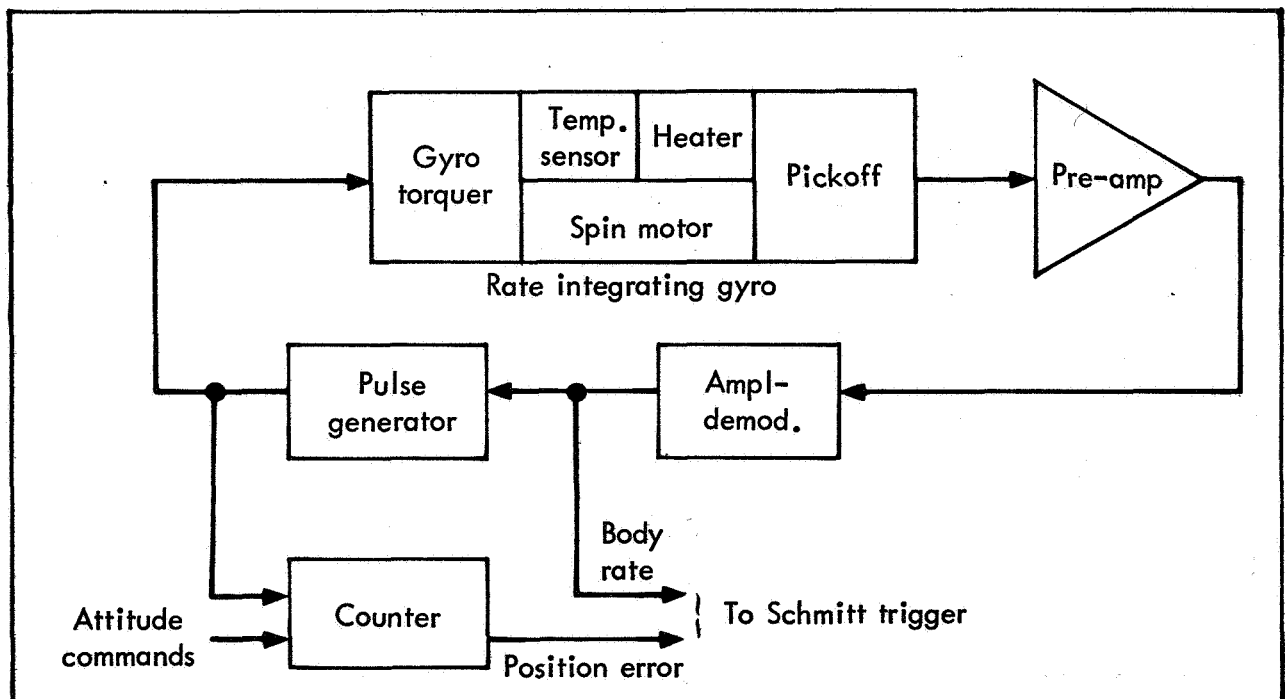 Gyro
torquer
Temp.
sensor
Heater
Spin motor
Pickoff
Pre-amp
Rate integrating gyro
Pulse
generator
Ampl-
demod.
Body
rate
Attitude
commands
Counter
Position error
To Schmitt trigger